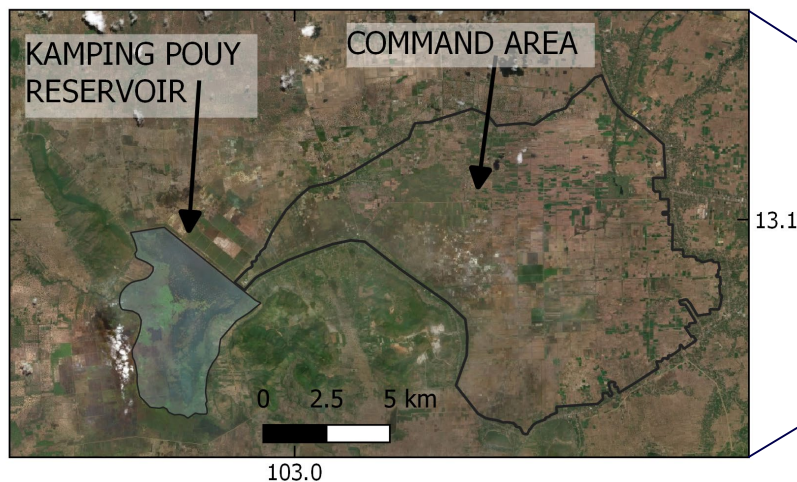 KAMPING POUY
RESERVOIR
COMMAND AREA
13.1
0 2.5 5 km
103.0